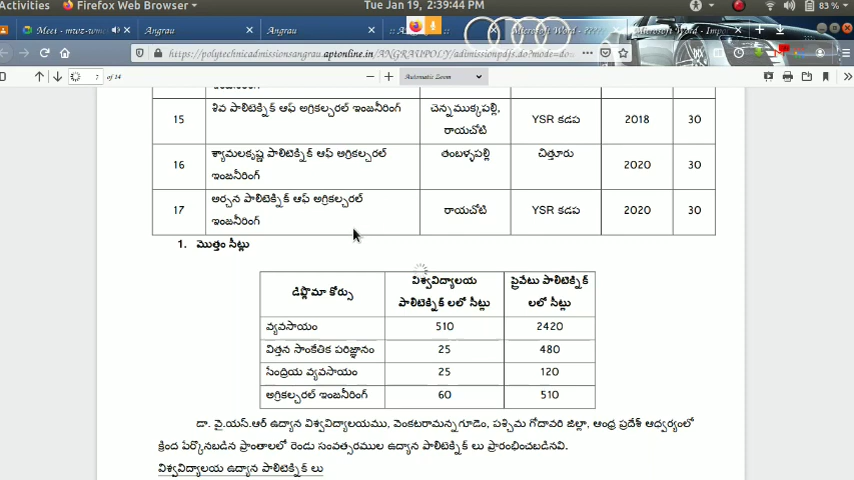 Activities Firefox Web Browser Tue Jan 19, 2:39:44 PM 83 %
Angrau Angrau
https://polytechnicadmissionsangrau.aptonline.in/ANGRAUPOLY/admissionpdfs.do?mode=dow
7 of 14 Automatic Zoom
15 శివ పాలిటెక్నిక్ ఆఫ్ అగ్రికల్చరల్ ఇంజనీరింగ్ చెన్నముక్కపల్లి, రాయచోటి YSR కడప 2018 30
16 శ్యామలకృష్ణ పాలిటెక్నిక్ ఆఫ్ అగ్రికల్చరల్ ఇంజనీరింగ్ తంబళ్ళపల్లి చిత్తూరు 2020 30
17 అర్చన పాలిటెక్నిక్ ఆఫ్ అగ్రికల్చరల్ ఇంజనీరింగ్ రాయచోటి YSR కడప 2020 30
1. మొత్తం సీట్లు
డిప్లొమా కోర్సు విశ్వవిద్యాలయ పాలిటెక్నిక్ లలో సీట్లు ప్రైవేటు పాలిటెక్నిక్ లలో సీట్లు
వ్యవసాయం 510 2420
విత్తన సాంకేతిక పరిజ్ఞానం 25 480
సేంద్రియ వ్యవసాయం 25 120
అగ్రికల్చరల్ ఇంజనీరింగ్ 60 510
డా. వై.యస్.ఆర్ ఉద్యాన విశ్వవిద్యాలయము, వెంకటరామన్నగూడెం, పశ్చిమ గోదావరి జిల్లా, ఆంధ్ర ప్రదేశ్ ఆధ్వర్యంలో
క్రింద పేర్కొనబడిన ప్రాంతాలలో రెండు సంవత్సరముల ఉద్యాన పాలిటెక్నిక్ లు ప్రారంభించబడినవి.
విశ్వవిద్యాలయ ఉద్యాన పాలిటెక్నిక్ లు